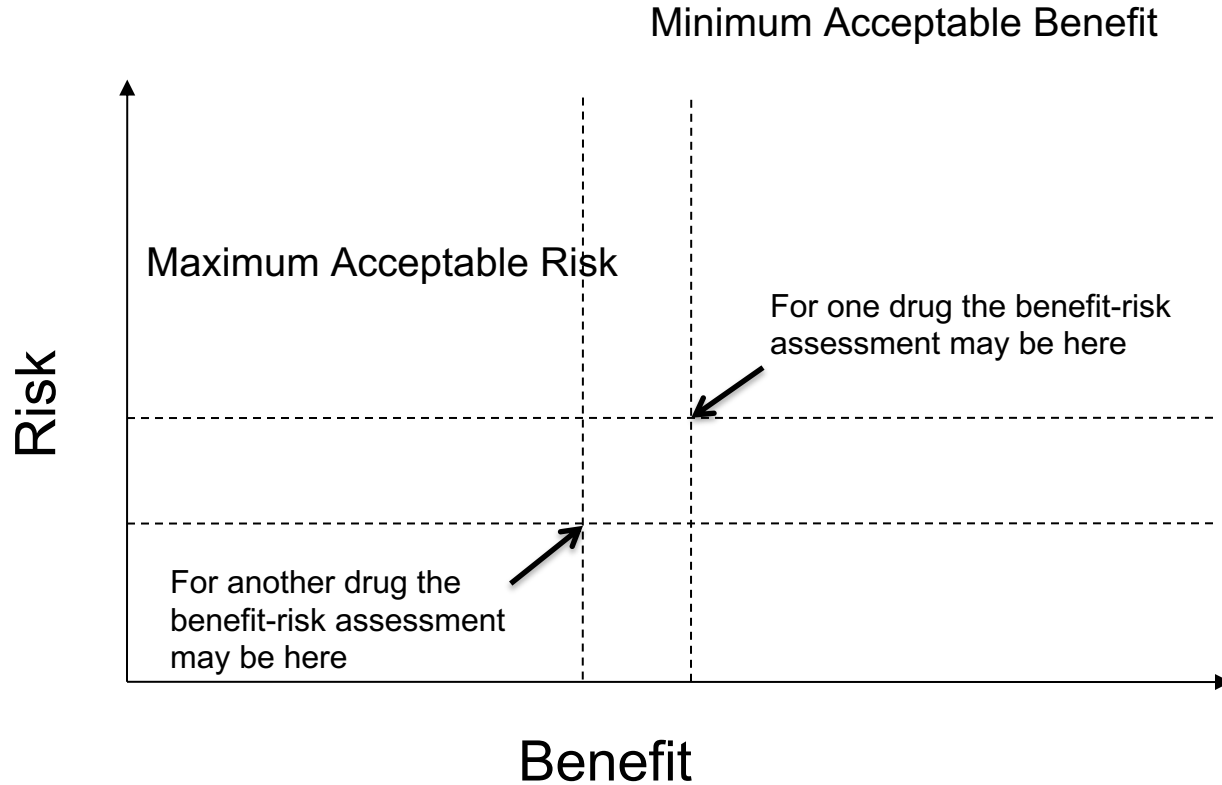 Minimum Acceptable Benefit
Maximum Acceptable Risk
For one drug the benefit-risk
assessment may be here
Risk
For another drug the
benefit-risk assessment
may be here
Benefit